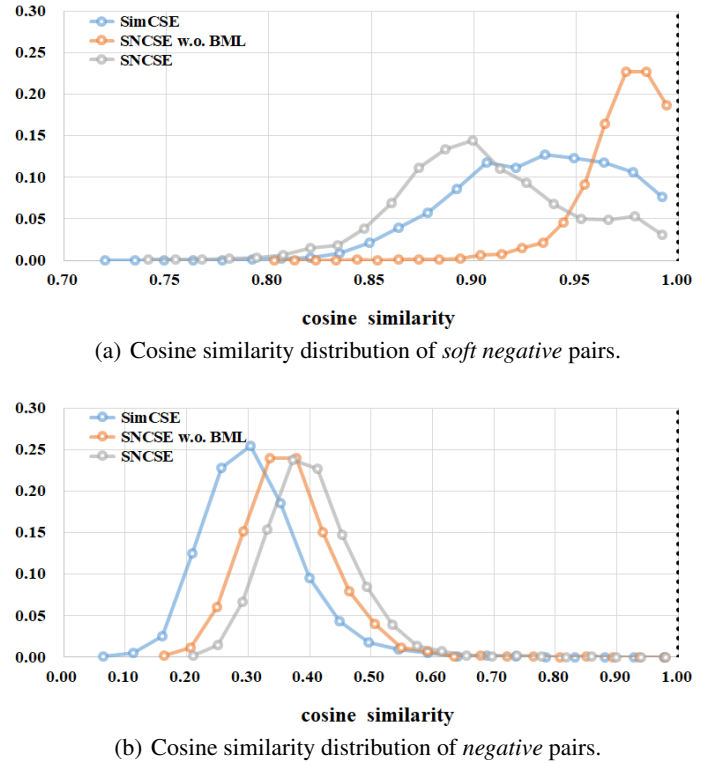 0.30
SimCSE
SNCSE w.o. BML
0.25
SNCSE
0.20
0.15
0.10
0.05
0.00
0.70 0.75 0.80 0.85 0.90 0.95 1.00
cosine similarity
(a) Cosine similarity distribution of soft negative pairs.
0.30
SimCSE
SNCSE w.o. BML
0.25
SNCSE
0.20
0.15
0.10
0.05
0.00
0.00 0.10 0.20 0.30 0.40 0.50 0.60 0.70 0.80 0.90 1.00
cosine similarity
(b) Cosine similarity distribution of negative pairs.